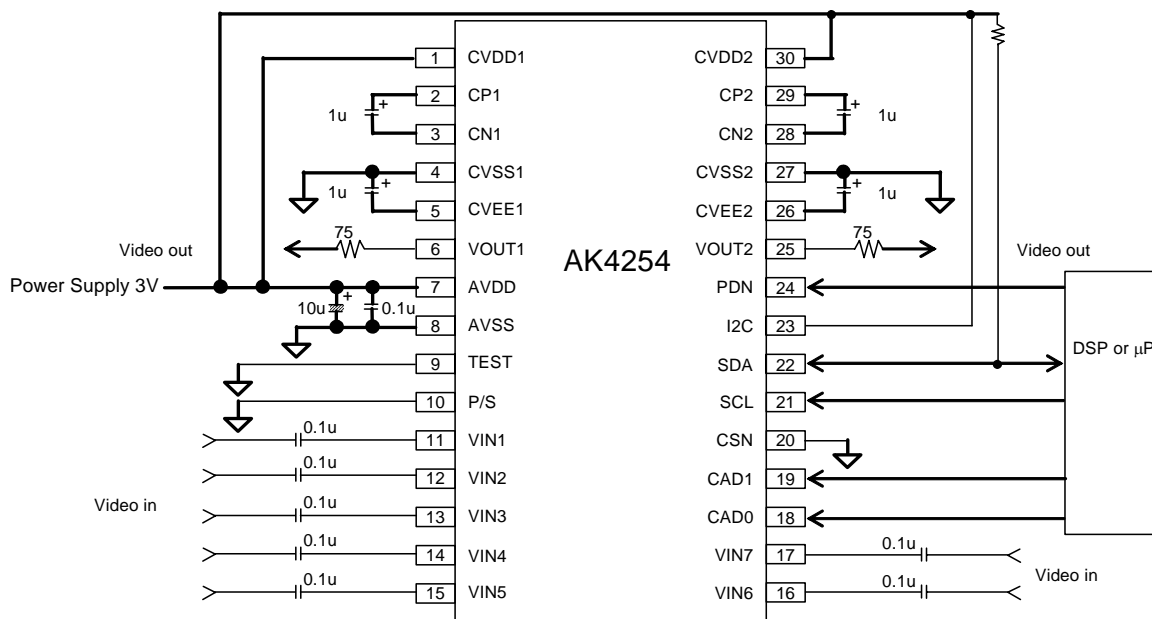 1 CVDD1 CVDD2 30
2 CP1 CP2 29
1u + + 1u
3 CN1 CN2 28
4 CVSS1 CVSS2 27
1u + + 1u
5 CVEE1 CVEE2 26
75 75
Video out 6 VOUT1 VOUT2 25 Video out
AK4254
Power Supply 3V 7 AVDD PDN 24
10u + 0.1u
8 AVSS I2C 23
DSP or μP
9 TEST SDA 22
10 P/S SCL 21
0.1u 11 VIN1 CSN 20
0.1u 12 VIN2 CAD1 19
Video in
0.1u 13 VIN3 CAD0 18
0.1u 14 VIN4 VIN7 17 0.1u
Video in
0.1u 15 VIN5 VIN6 16 0.1u